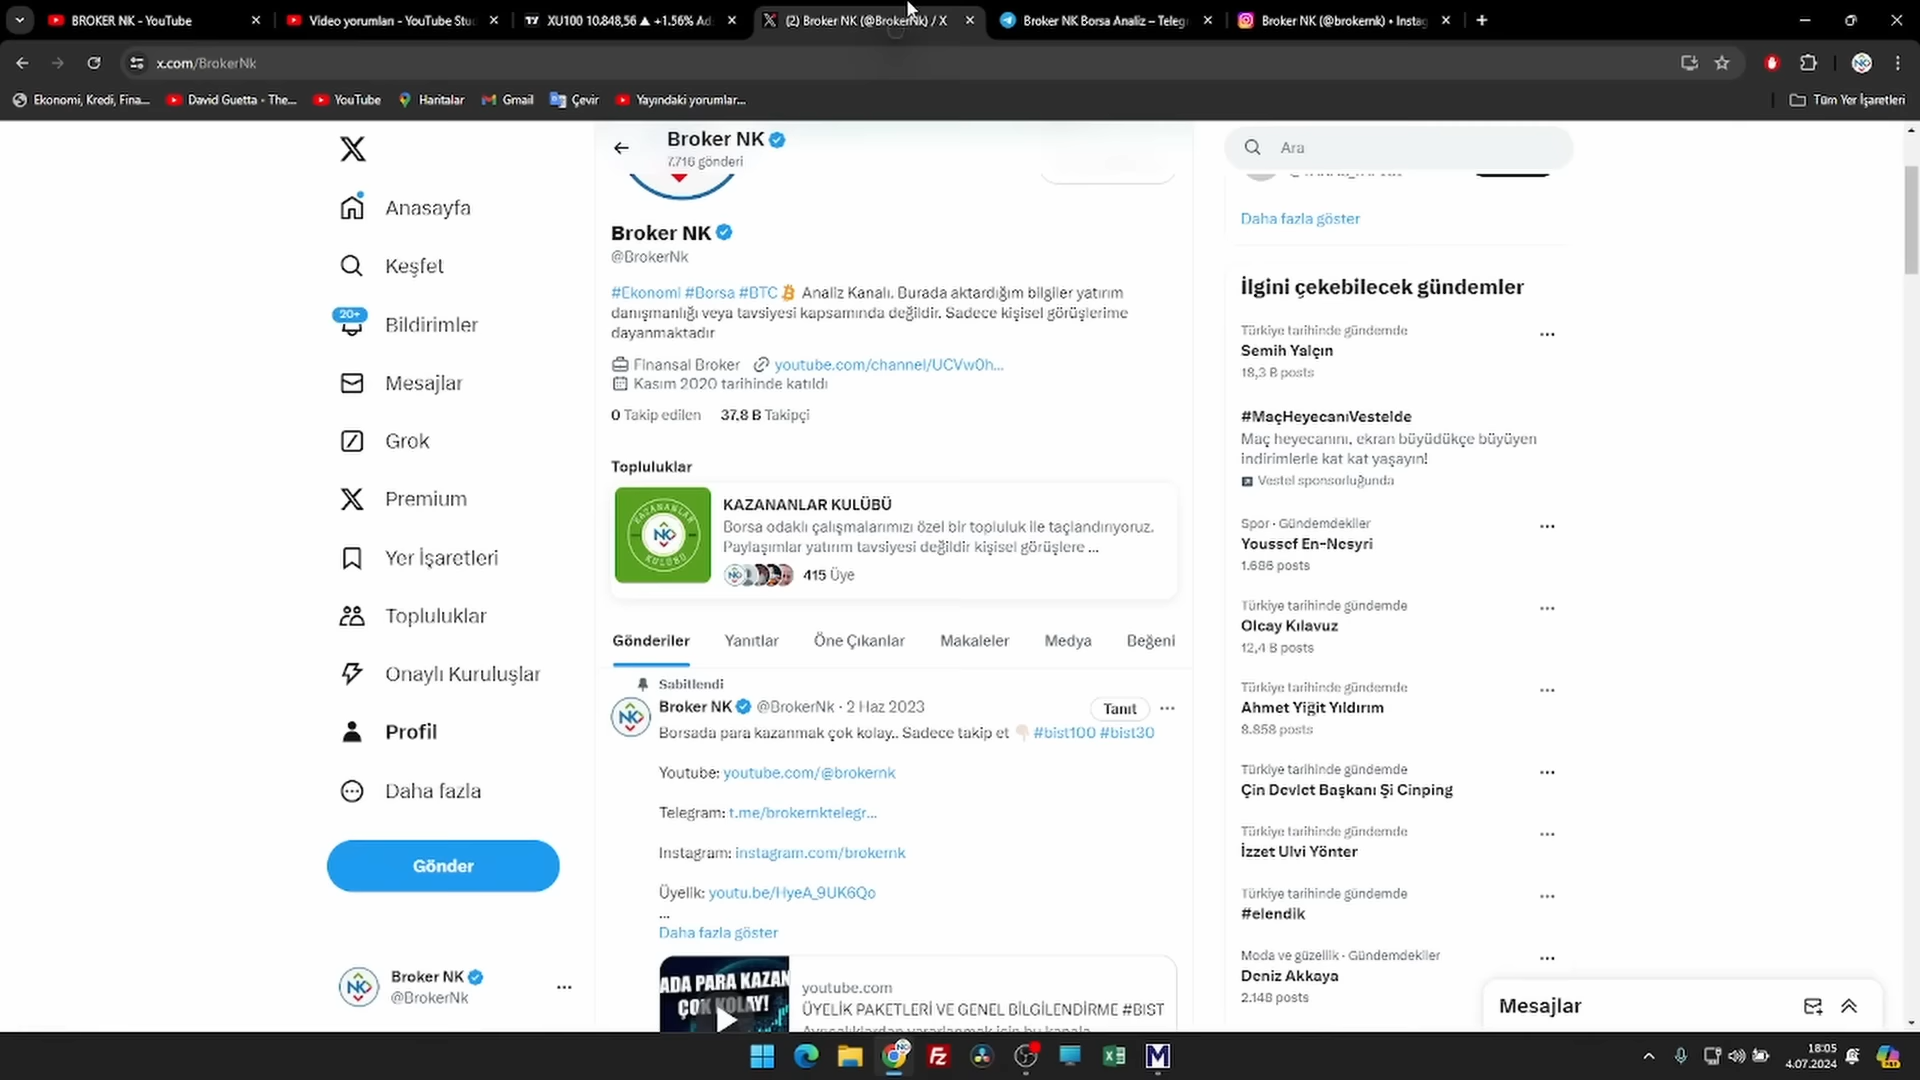 BROKER NK - YouTube
Video yorumları - YouTube Stu
XU100 10.848,56 ▲ +1.56% Ad
(2) Broker NK (@BrokerNk) / X
Broker NK Borsa Analiz – Teleg
Broker NK (@brokernk) • Instag
x.com/BrokerNk
Ekonomi, Kredi, Fina...
David Guetta - The...
YouTube
Haritalar
Gmail
Çevir
Yayındaki yorumlar...
Tüm Yer İşaretleri
Anasayfa
Keşfet
20+
Bildirimler
Mesajlar
Grok
Premium
Yer İşaretleri
Topluluklar
Onaylı Kuruluşlar
Profil
Daha fazla
Gönder
Broker NK
@BrokerNk
Broker NK
7.716 gönderi
Broker NK
@BrokerNk
#Ekonomi #Borsa #BTC Analiz Kanalı. Burada aktardığım bilgiler yatırım
danışmanlığı veya tavsiyesi kapsamında değildir. Sadece kişisel görüşlerime
dayanmaktadır
Finansal Broker youtube.com/channel/UCVw0h...
Kasım 2020 tarihinde katıldı
0 Takip edilen 37,8 B Takipçi
Topluluklar
KAZANANLAR KULÜBÜ
Borsa odaklı çalışmalarımızı özel bir topluluk ile taçlandırıyoruz.
Paylaşımlar yatırım tavsiyesi değildir kişisel görüşlere ...
415 Üye
KAZANANLAR
NK
KULÜBÜ
Gönderiler Yanıtlar Öne Çıkanlar Makaleler Medya Beğeni
Sabitlendi
Broker NK @BrokerNk · 2 Haz 2023
Tanıt
Borsada para kazanmak çok kolay.. Sadece takip et #bist100 #bist30
Youtube: youtube.com/@brokernk
Telegram: t.me/brokernktelegr...
Instagram: instagram.com/brokernk
Üyelik: youtu.be/HyeA_9UK6Qo
...
Daha fazla göster
ADA PARA KAZAN
ÇOK KOLAY!
youtube.com
ÜYELİK PAKETLERİ VE GENEL BİLGİLENDİRME #BIST
Ara
Daha fazla göster
İlgini çekebilecek gündemler
Türkiye tarihinde gündemde
Semih Yalçın
18,3 B posts
#MaçHeyecanıVestelde
Maç heyecanını, ekran büyüdükçe büyüyen
indirimlerle kat kat yaşayın!
Vestel sponsorluğunda
Spor · Gündemdekiler
Youssef En-Nesyri
1.686 posts
Türkiye tarihinde gündemde
Olcay Kılavuz
12,4 B posts
Türkiye tarihinde gündemde
Ahmet Yiğit Yıldırım
8.858 posts
Türkiye tarihinde gündemde
Çin Devlet Başkanı Şi Cinping
Türkiye tarihinde gündemde
İzzet Ulvi Yönter
Türkiye tarihinde gündemde
#elendik
Moda ve güzellik · Gündemdekiler
Deniz Akkaya
2.148 posts
Mesajlar
18:05
4.07.2024